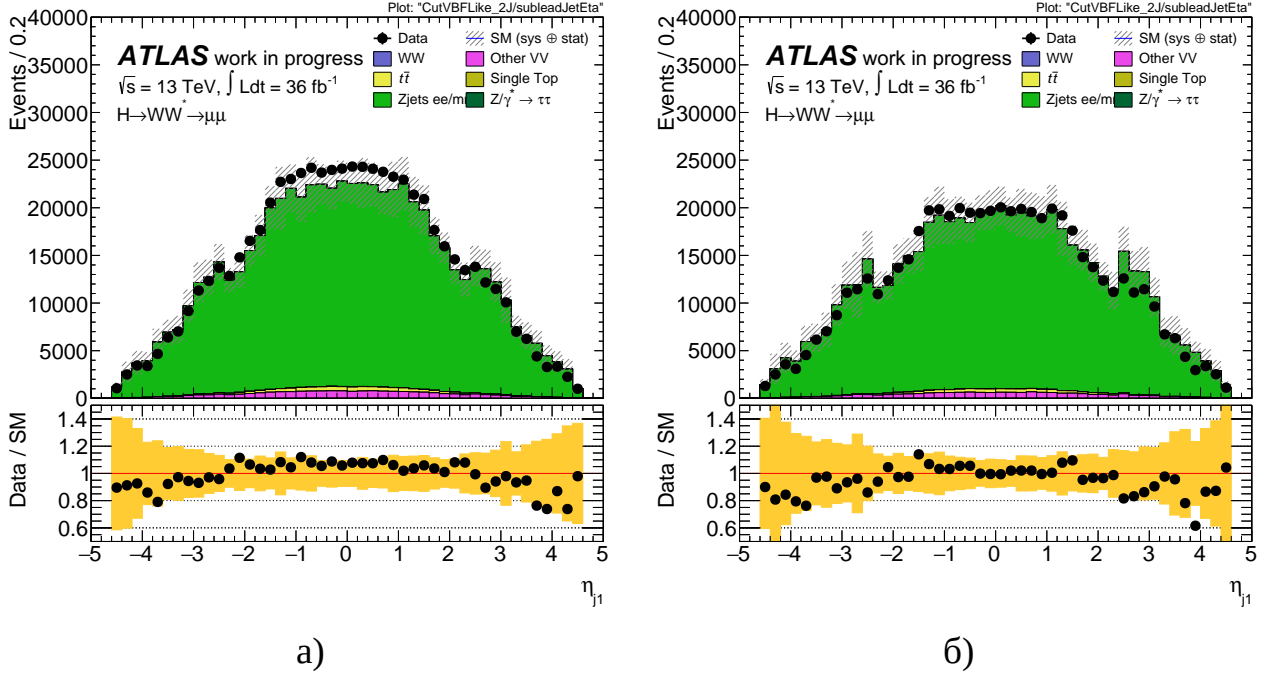 Plot: "CutVBFLike_2J/subleadJetEta"
Events / 0.2
40000
35000
30000
25000
20000
15000
10000
5000
0
ATLAS work in progress
√s = 13 TeV, ∫ Ldt = 36 fb⁻¹
H→WW*→μμ
Data
SM (sys ⊕ stat)
WW
Other VV
tt̄
Single Top
Zjets ee/m
Z/γ* → ττ
Data / SM
1.4
1.2
1
0.8
0.6
−5 −4 −3 −2 −1 0 1 2 3 4 5
η_j1
а)
Plot: "CutVBFLike_2J/subleadJetEta"
Events / 0.2
40000
35000
30000
25000
20000
15000
10000
5000
0
ATLAS work in progress
√s = 13 TeV, ∫ Ldt = 36 fb⁻¹
H→WW*→μμ
Data
SM (sys ⊕ stat)
WW
Other VV
tt̄
Single Top
Zjets ee/m
Z/γ* → ττ
Data / SM
1.4
1.2
1
0.8
0.6
−5 −4 −3 −2 −1 0 1 2 3 4 5
η_j1
б)